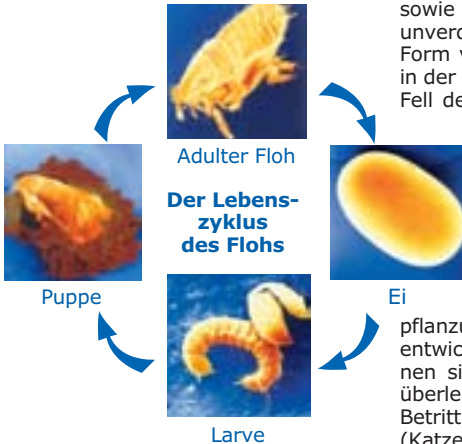 sowie
unverd
Form v
in der
Fell de
Adulter Floh
Der Lebens-
zyklus
des Flohs
Puppe
Ei
Larve
pflanzu
entwic
nen si
überle
Betritt
(Katze